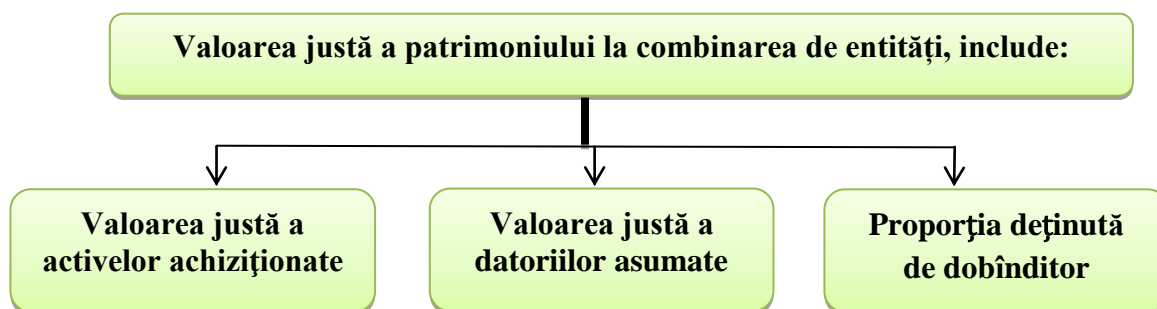 Valoarea justă a patrimoniului la combinarea de entități, include:
Valoarea justă a
activelor achiziţionate
Valoarea justă a
datoriilor asumate
Proporţia deţinută
de dobînditor